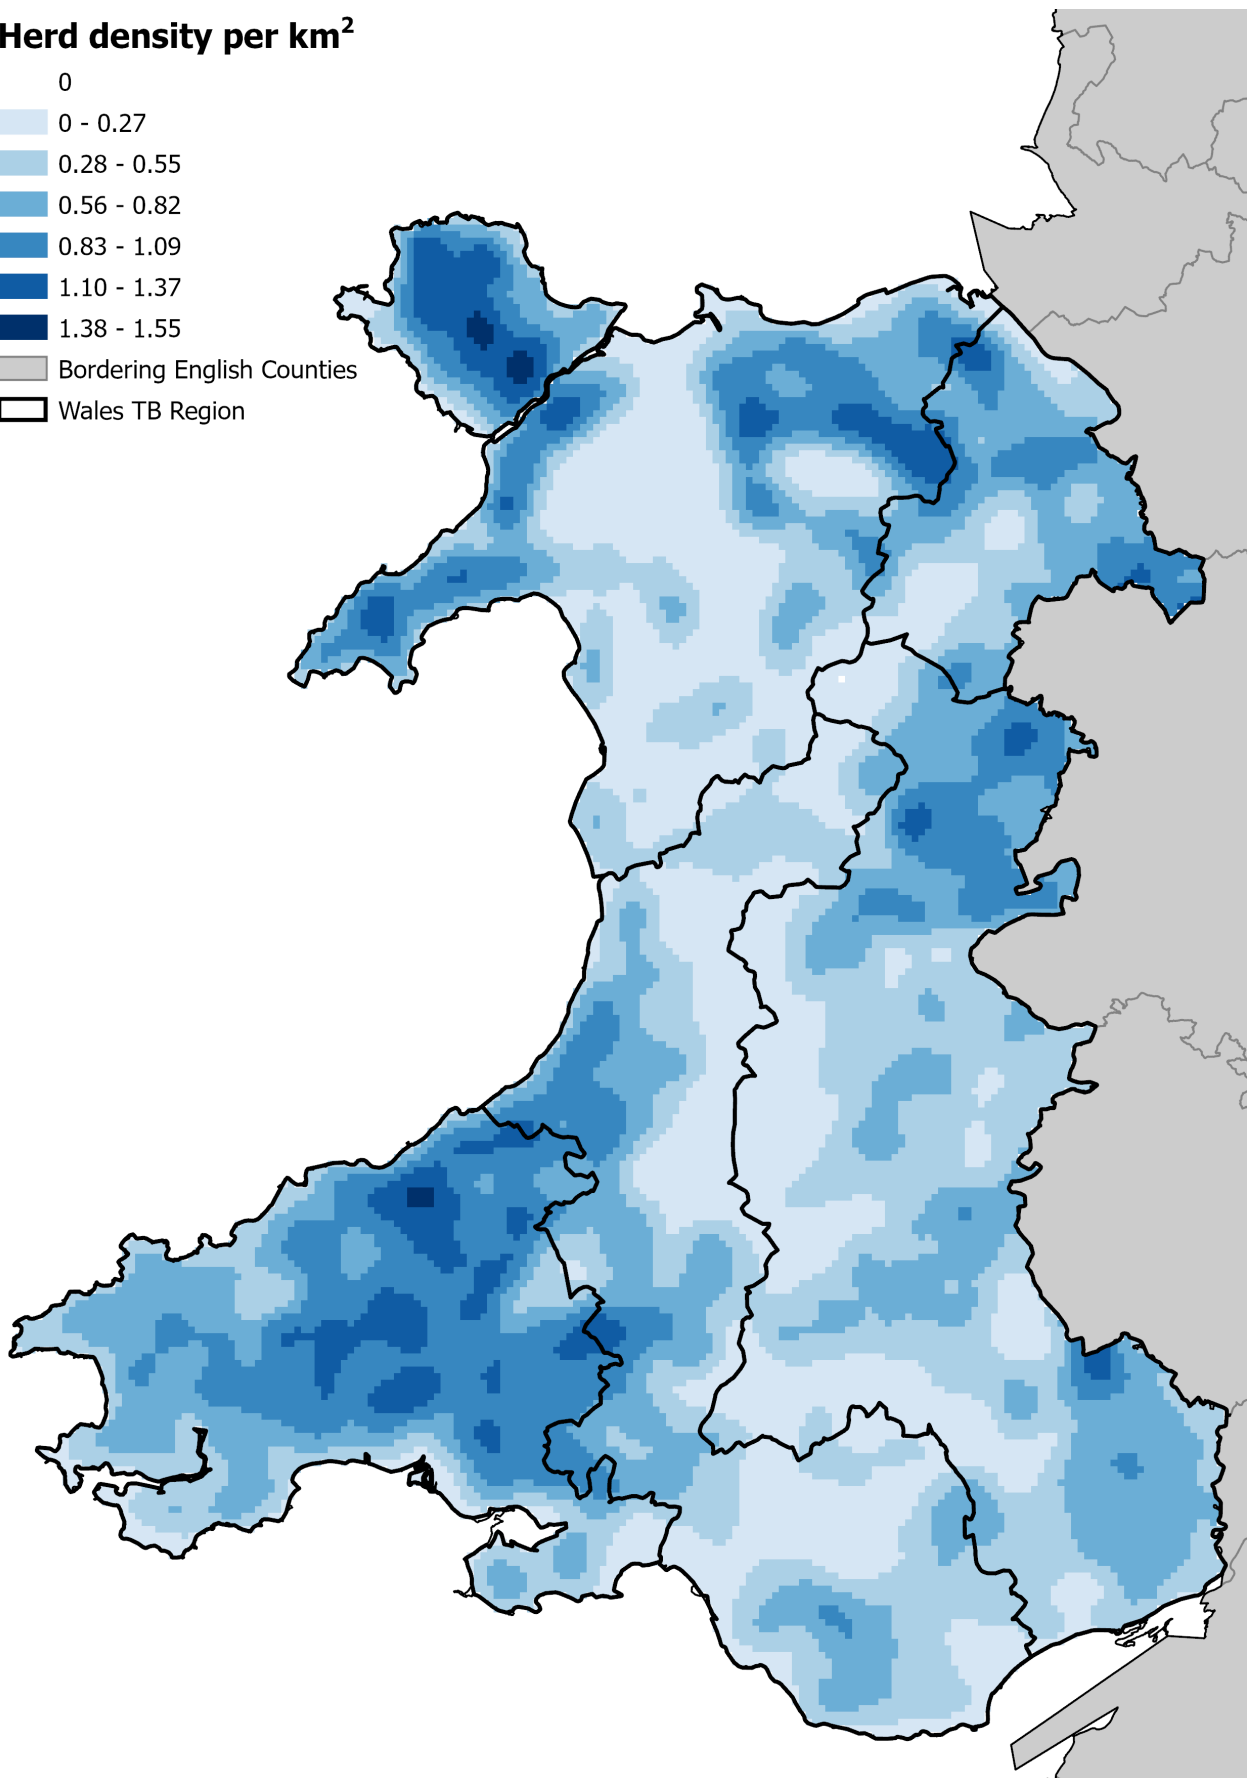 Herd density per km²
0
0 - 0.27
0.28 - 0.55
0.56 - 0.82
0.83 - 1.09
1.10 - 1.37
1.38 - 1.55
Bordering English Counties
Wales TB Region